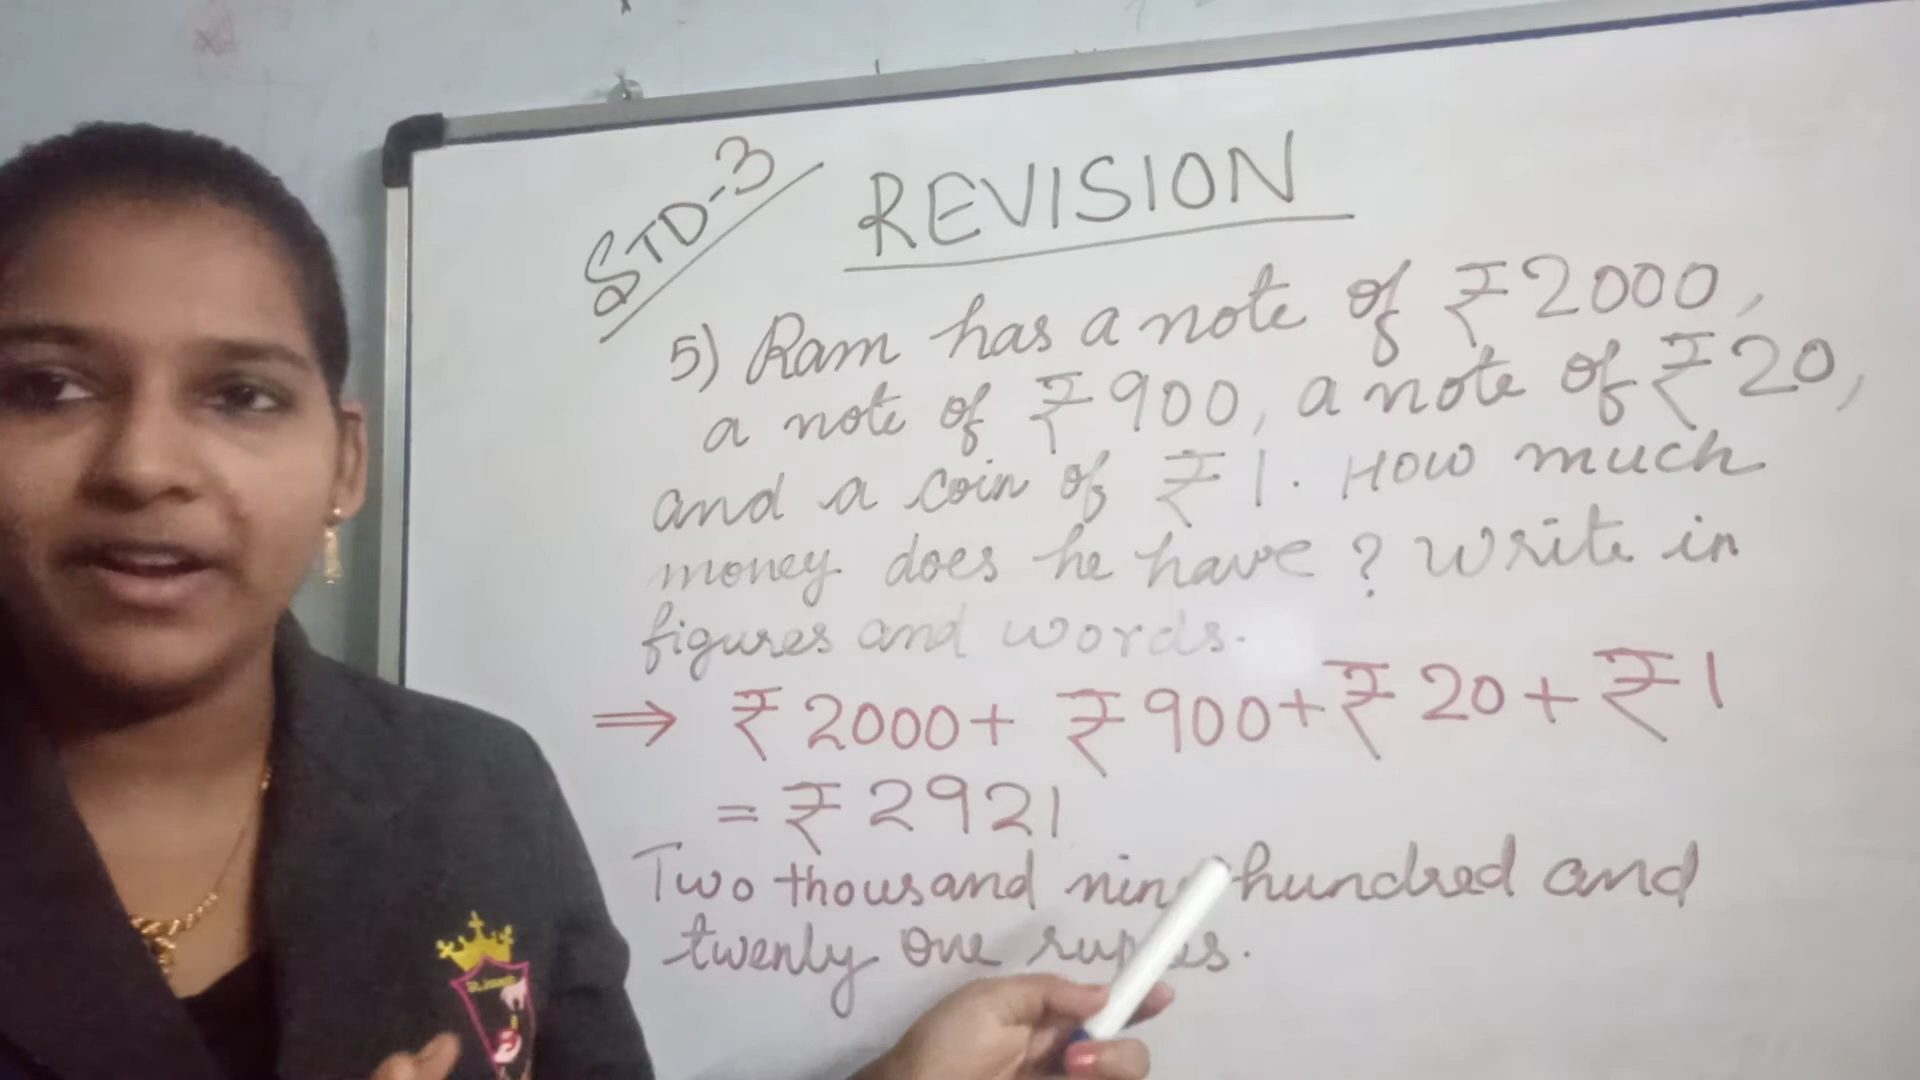 STD-3
REVISION
5) Ram has a note of ₹2000,
a note of ₹900, a note of ₹20,
and a coin of ₹1. How much
money does he have? Write in
figures and words.
⇒ ₹2000+ ₹900+₹20+₹1
= ₹2921
Two thousand nine hundred and
twenty one rupees.